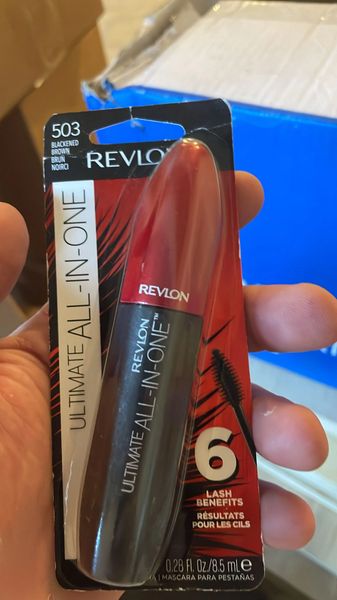 503
BLACKENED
BROWN
BRUN
NOIRCI
REVLON
ULTIMATE ALL-IN-ONE
REVLON
REVLON
ULTIMATE ALL-IN-ONE™
6
LASH
BENEFITS
RÉSULTATS
POUR LES CILS
0.28 Fl. Oz/8.5 mL e
| MASCARA PARA PESTAÑAS